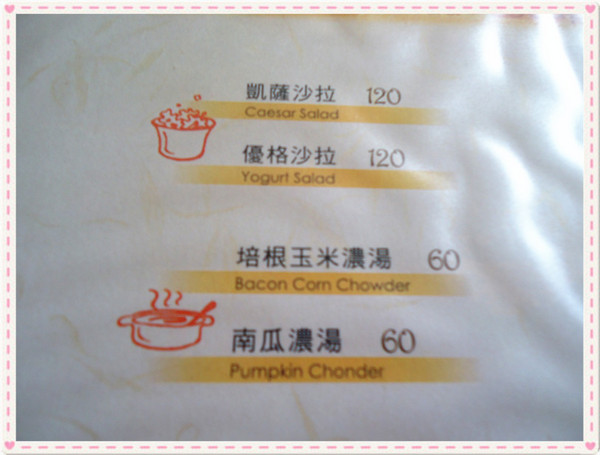 凱薩沙拉 120
Caesar Salad
優格沙拉 120
Yogurt Salad
培根玉米濃湯 60
Bacon Corn Chowder
南瓜濃湯 60
Pumpkin Chonder